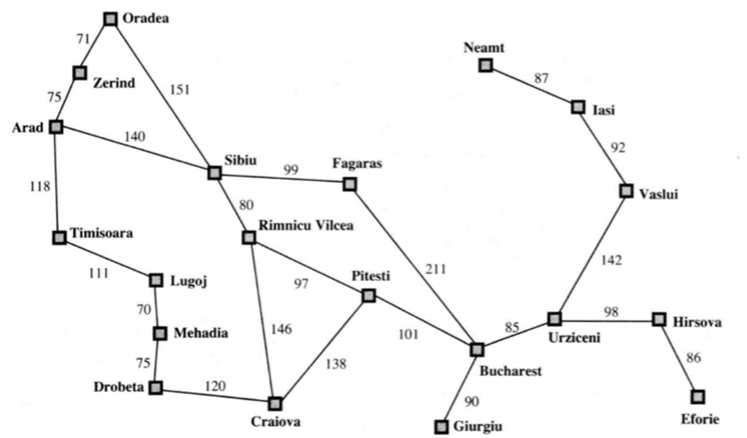 Oradea
71
Neamt
Zerind
87
151
75
Iasi
Arad
140
92
Sibiu
Fagaras
99
118
Vaslui
80
Timisoara
Rimnicu Vilcea
142
111
211
Lugoj
97
Pitesti
70
98
Hirsova
146
101
85
Mehadia
Urziceni
138
86
75
Bucharest
Drobeta
120
90
Craiova
Giurgiu
Eforie